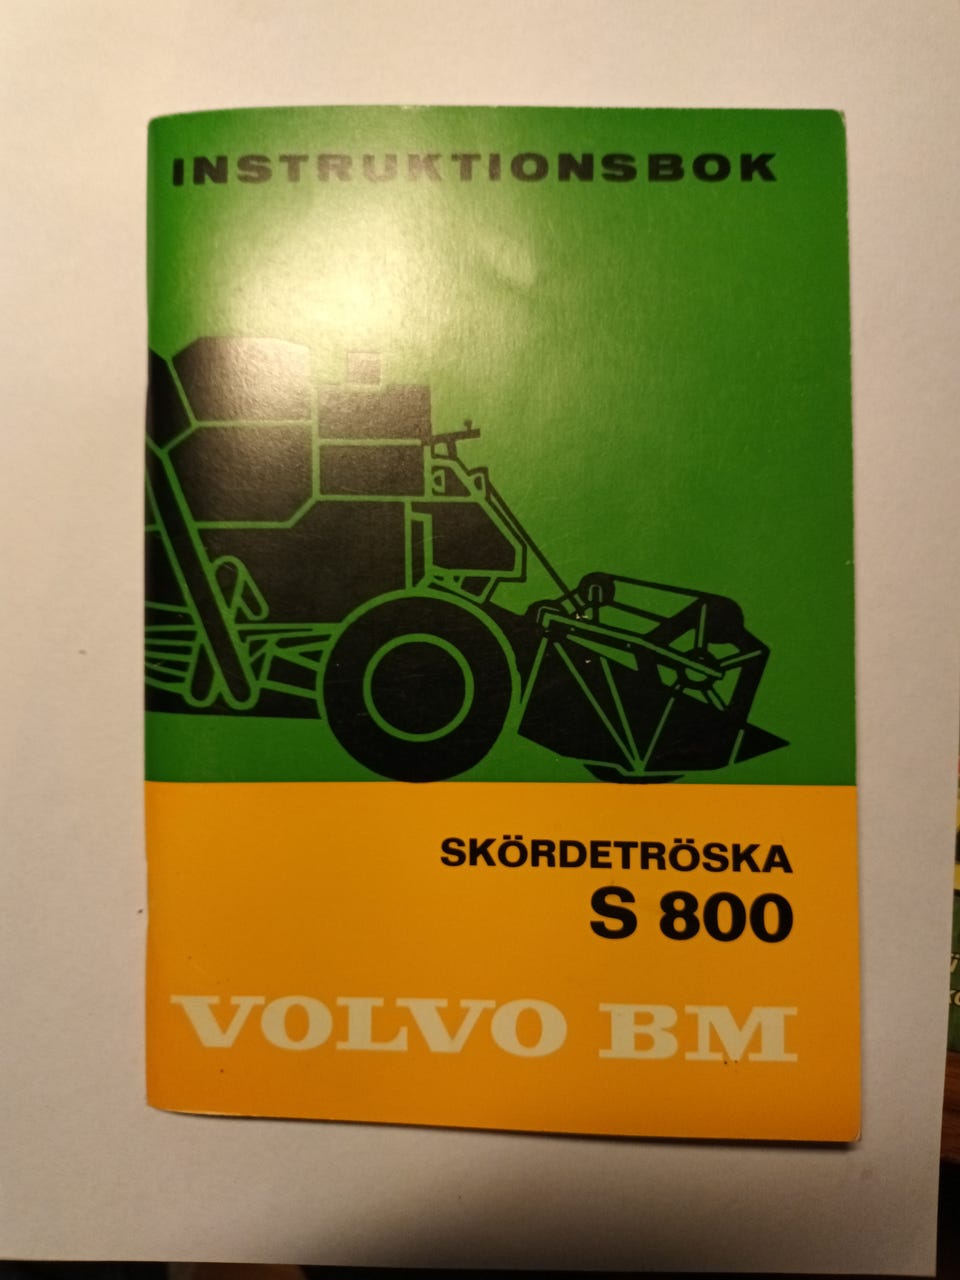 INSTRUKTIONSBOK
SKÖRDETRÖSKA
S 800
VOLVO BM